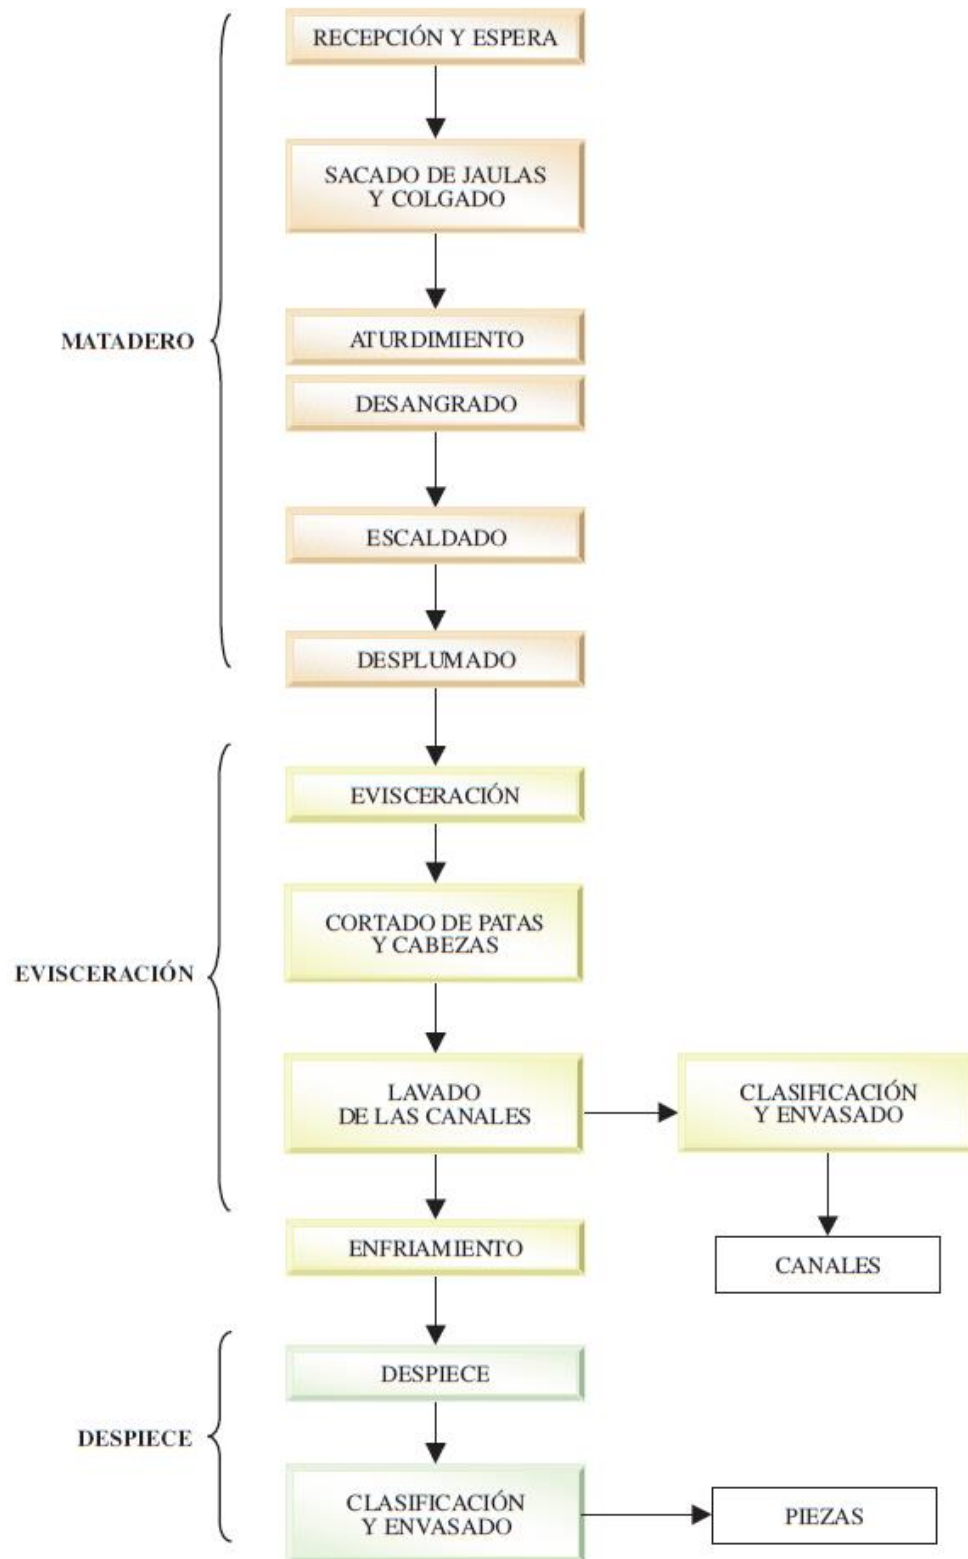 RECEPCIÓN Y ESPERA
SACADO DE JAULAS
Y COLGADO
MATADERO
ATURDIMIENTO
DESANGRADO
ESCALDADO
DESPLUMADO
EVISCERACIÓN
CORTADO DE PATAS
Y CABEZAS
EVISCERACIÓN
LAVADO
DE LAS CANALES
CLASIFICACIÓN
Y ENVASADO
ENFRIAMIENTO
CANALES
DESPIECE
DESPIECE
CLASIFICACIÓN
Y ENVASADO
PIEZAS